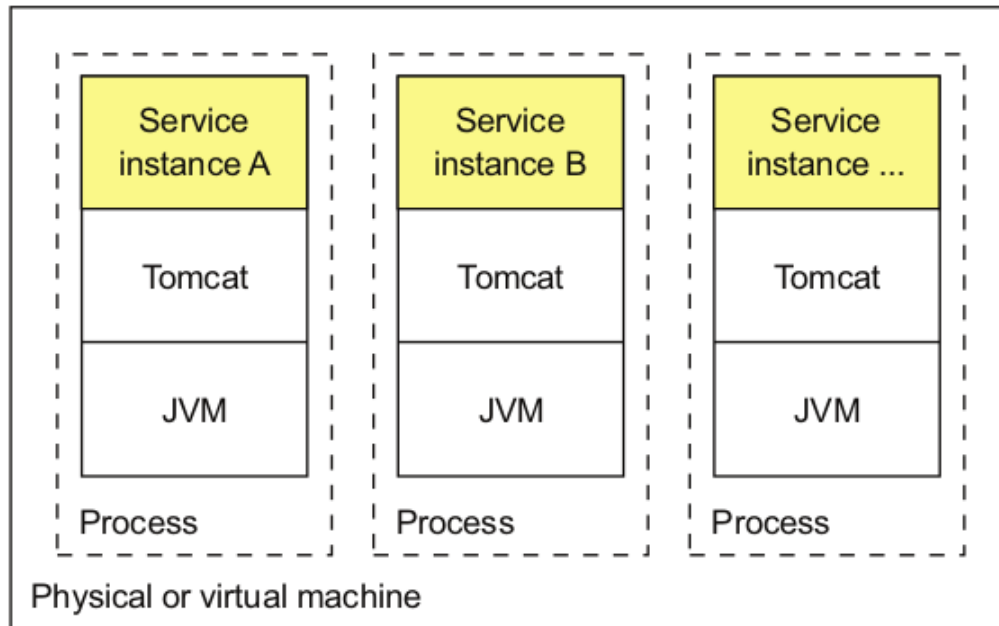 Service
instance A
Tomcat
JVM
Process
Service
instance B
Tomcat
JVM
Process
Service
instance ...
Tomcat
JVM
Process
Physical or virtual machine